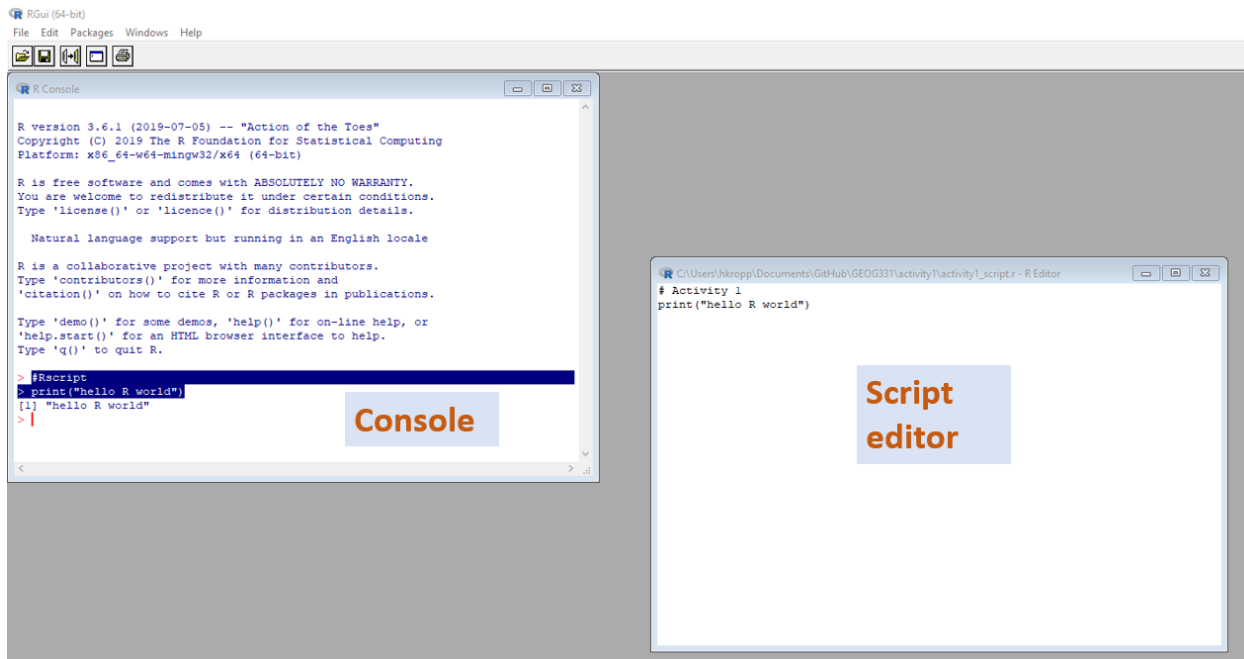 RGui (64-bit)
File Edit Packages Windows Help
R Console
R version 3.6.1 (2019-07-05) -- "Action of the Toes"
Copyright (C) 2019 The R Foundation for Statistical Computing
Platform: x86_64-w64-mingw32/x64 (64-bit)
R is free software and comes with ABSOLUTELY NO WARRANTY.
You are welcome to redistribute it under certain conditions.
Type 'license()' or 'licence()' for distribution details.
Natural language support but running in an English locale
R is a collaborative project with many contributors.
Type 'contributors()' for more information and
'citation()' on how to cite R or R packages in publications.
Type 'demo()' for some demos, 'help()' for on-line help, or
'help.start()' for an HTML browser interface to help.
Type 'q()' to quit R.
> #Rscript
> print("hello R world")
[1] "hello R world"
>
Console
C:\Users\hkropp\Documents\GitHub\GEOG331\activity1\activity1_script.r - R Editor
# Activity 1
print("hello R world")
Script
editor